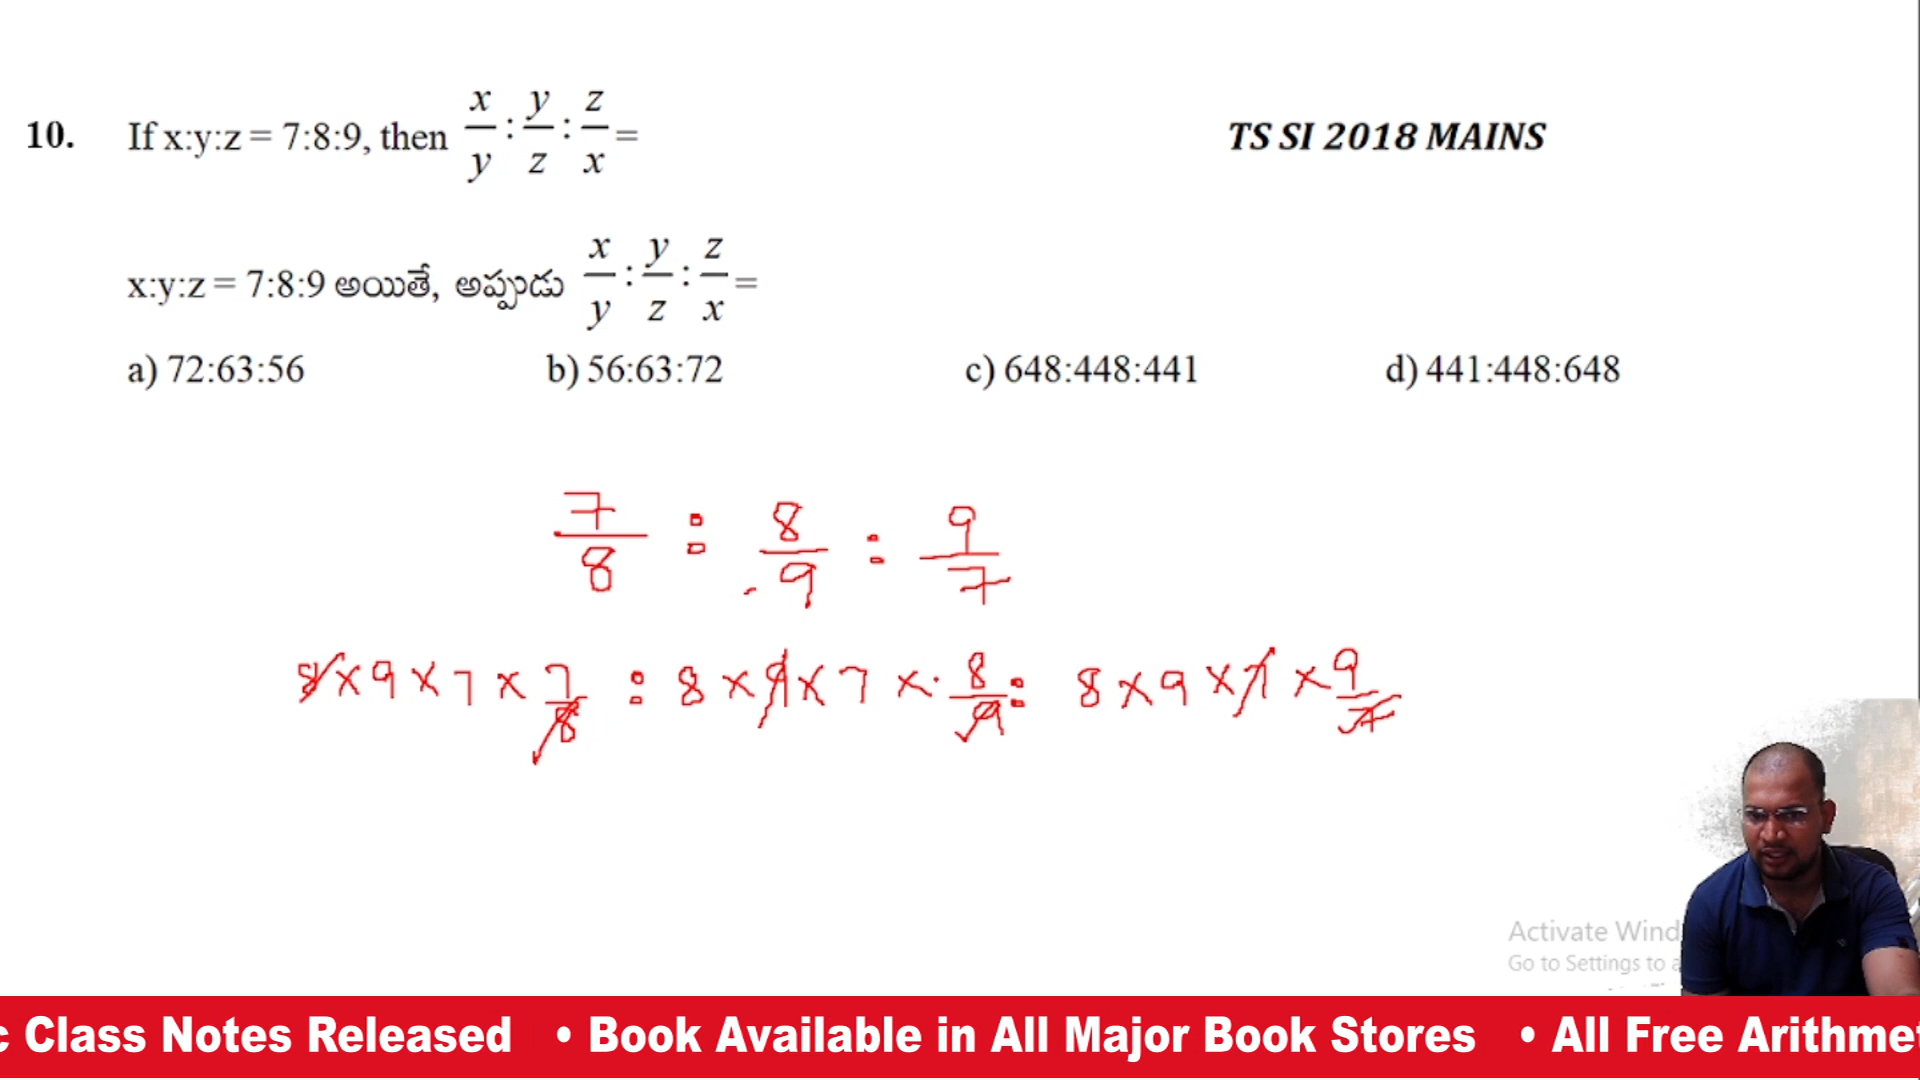 10. If x:y:z = 7:8:9, then x/y : y/z : z/x =
TS SI 2018 MAINS
x:y:z = 7:8:9 అయితే, అప్పుడు x/y : y/z : z/x =
a) 72:63:56 b) 56:63:72 c) 648:448:441 d) 441:448:648
7/8 : 8/9 : 9/7
8 × 9 × 7 × 7/8 : 8 × 9 × 7 × 8/9 : 8 × 9 × 7 × 9/7
Activate Wind
Go to Settings to a
c Class Notes Released • Book Available in All Major Book Stores • All Free Arithme